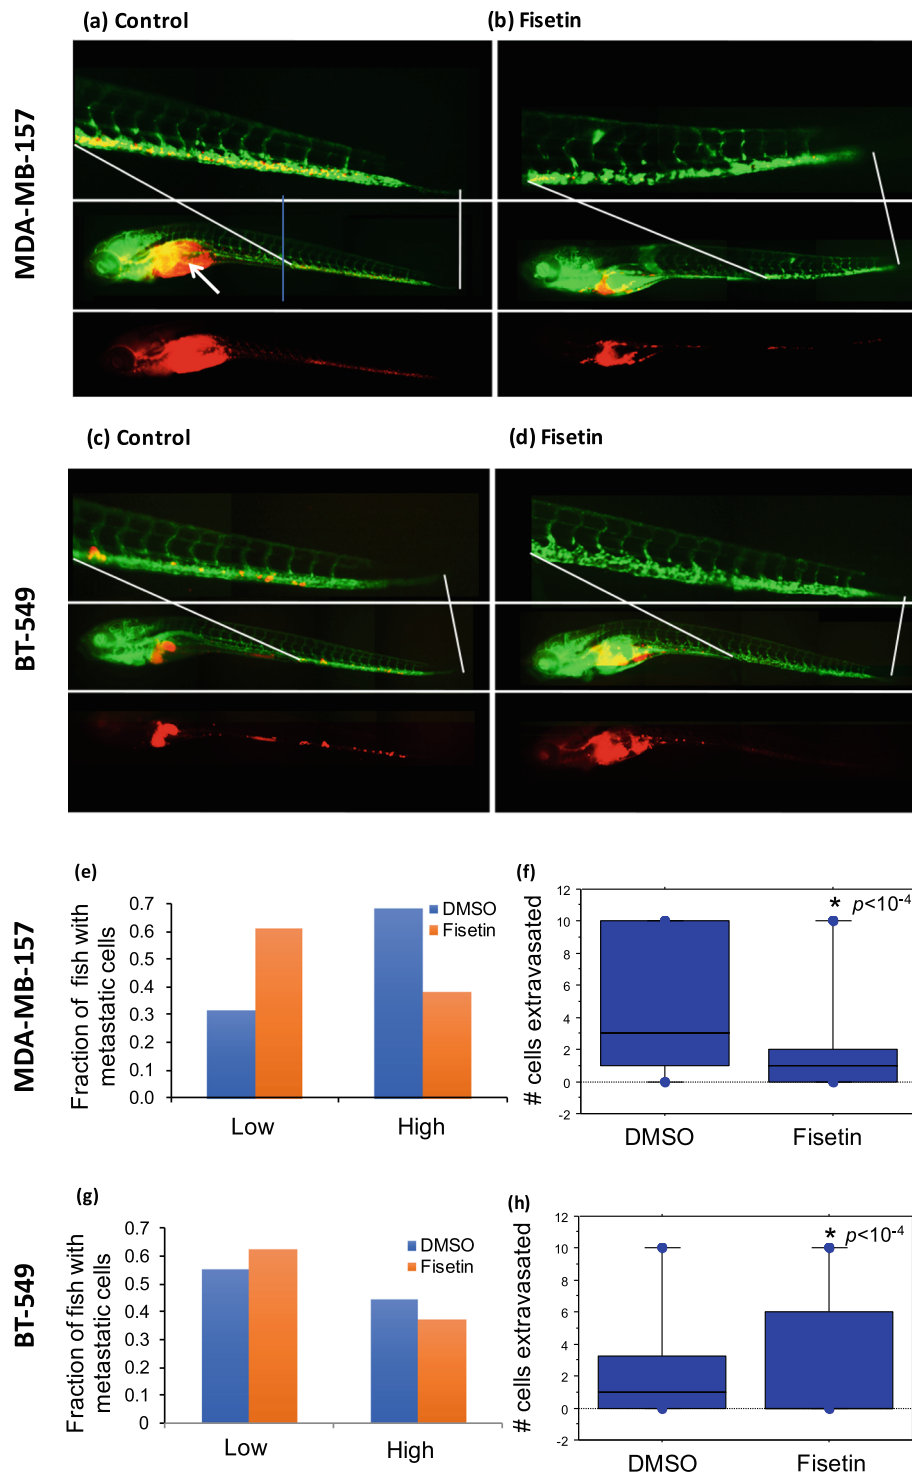 (a) Control
(b) Fisetin
MDA-MB-157
(c) Control
(d) Fisetin
BT-549
(e)
MDA-MB-157
Fraction of fish with
metastatic cells
0.7
0.6
0.5
0.4
0.3
0.2
0.1
0.0
DMSO
Fisetin
Low
High
(f)
# cells extravasated
12
10
8
6
4
2
0
-2
* p<10-4
DMSO
Fisetin
(g)
BT-549
Fraction of fish with
metastatic cells
0.7
0.6
0.5
0.4
0.3
0.2
0.1
0
DMSO
Fisetin
Low
High
(h)
# cells extravasated
12
10
8
6
4
2
0
-2
* p<10-4
DMSO
Fisetin